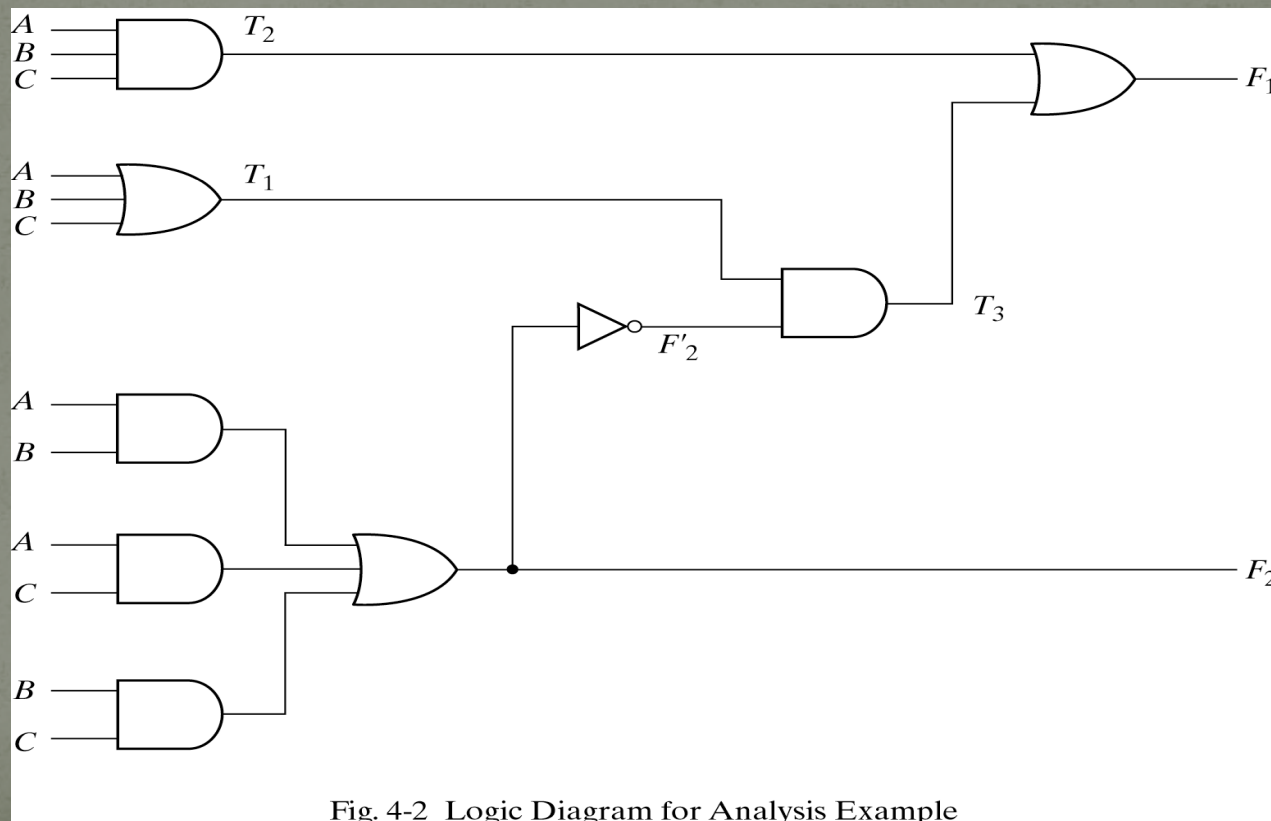 A
T₂
B
C
F₁
A
T₁
B
C
T₃
F'₂
A
B
A
C
F₂
B
C
Fig. 4-2 Logic Diagram for Analysis Example